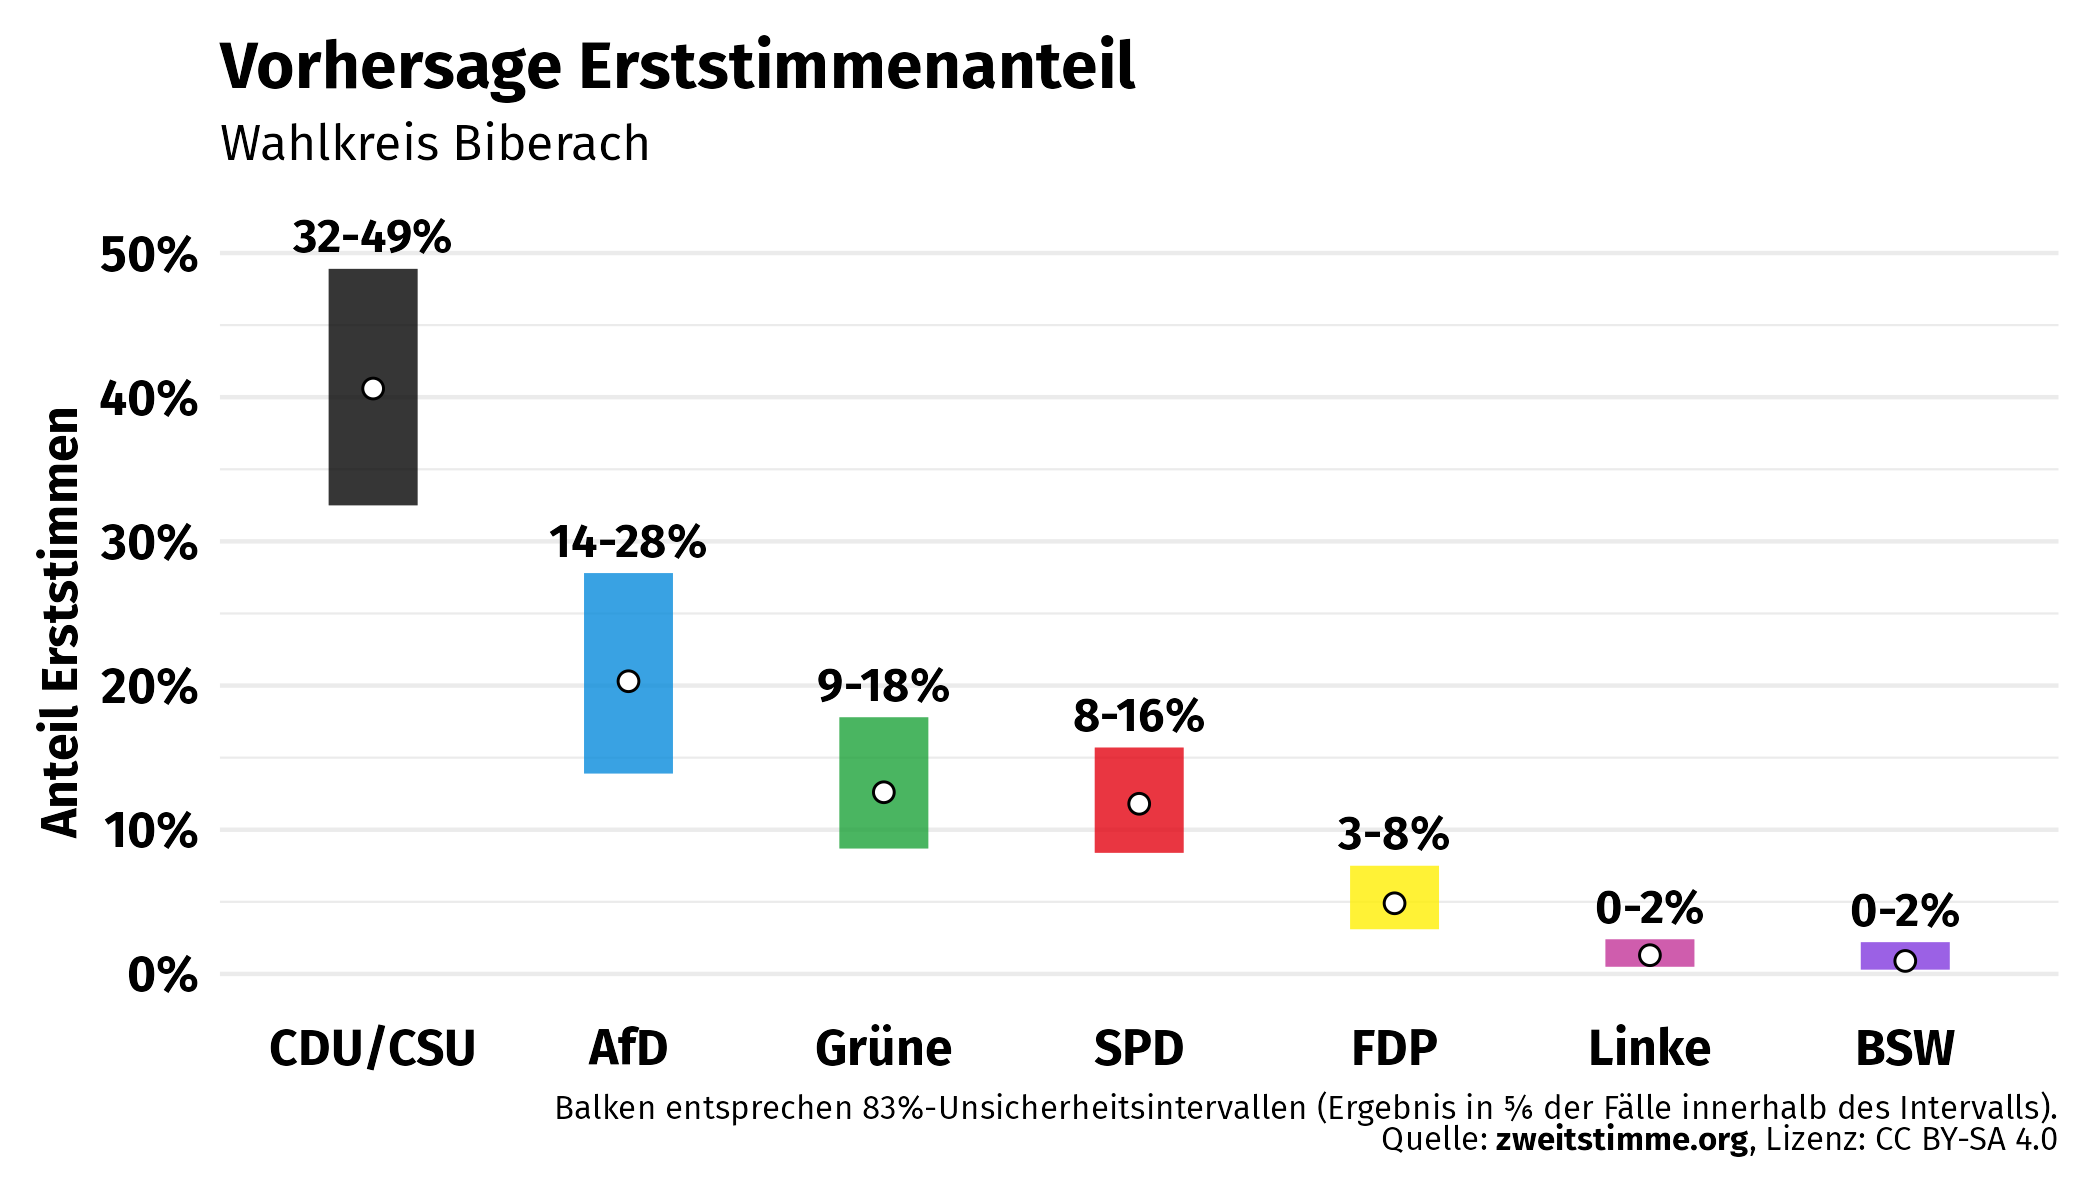 Vorhersage Erststimmenanteil
Wahlkreis Biberach
Anteil Erststimmen
50%
40%
30%
20%
10%
0%
32-49%
14-28%
9-18%
8-16%
3-8%
0-2%
0-2%
CDU/CSU AfD Grüne SPD FDP Linke BSW
Balken entsprechen 83%-Unsicherheitsintervallen (Ergebnis in ⅚ der Fälle innerhalb des Intervalls).
Quelle: zweitstimme.org, Lizenz: CC BY-SA 4.0